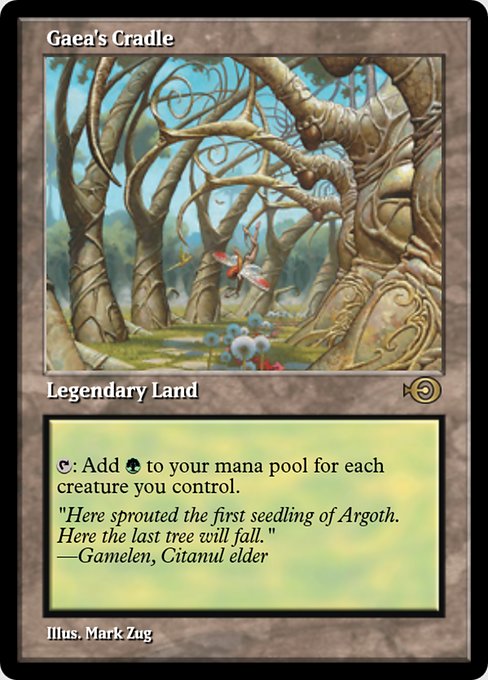 Gaea's Cradle
Legendary Land
: Add to your mana pool for each
creature you control.
"Here sprouted the first seedling of Argoth.
Here the last tree will fall."
—Gamelen, Citanul elder
Illus. Mark Zug